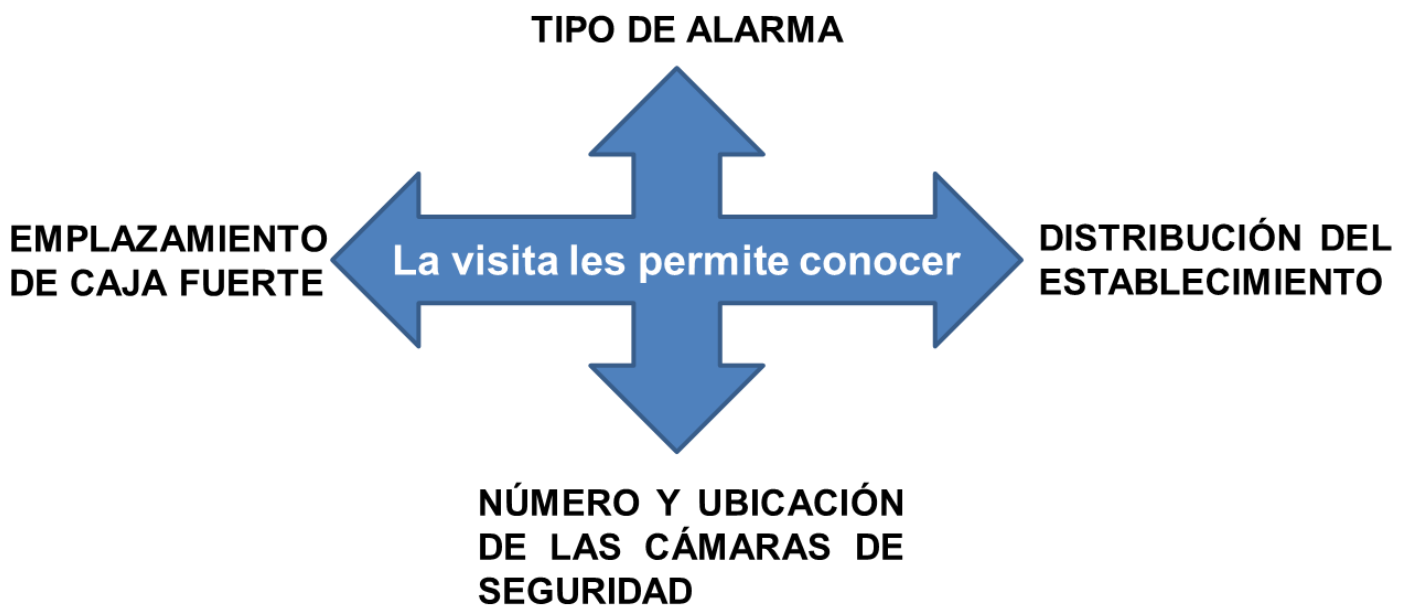 TIPO DE ALARMA
EMPLAZAMIENTO
DE CAJA FUERTE
La visita les permite conocer
DISTRIBUCIÓN DEL
ESTABLECIMIENTO
NÚMERO Y UBICACIÓN
DE LAS CÁMARAS DE
SEGURIDAD